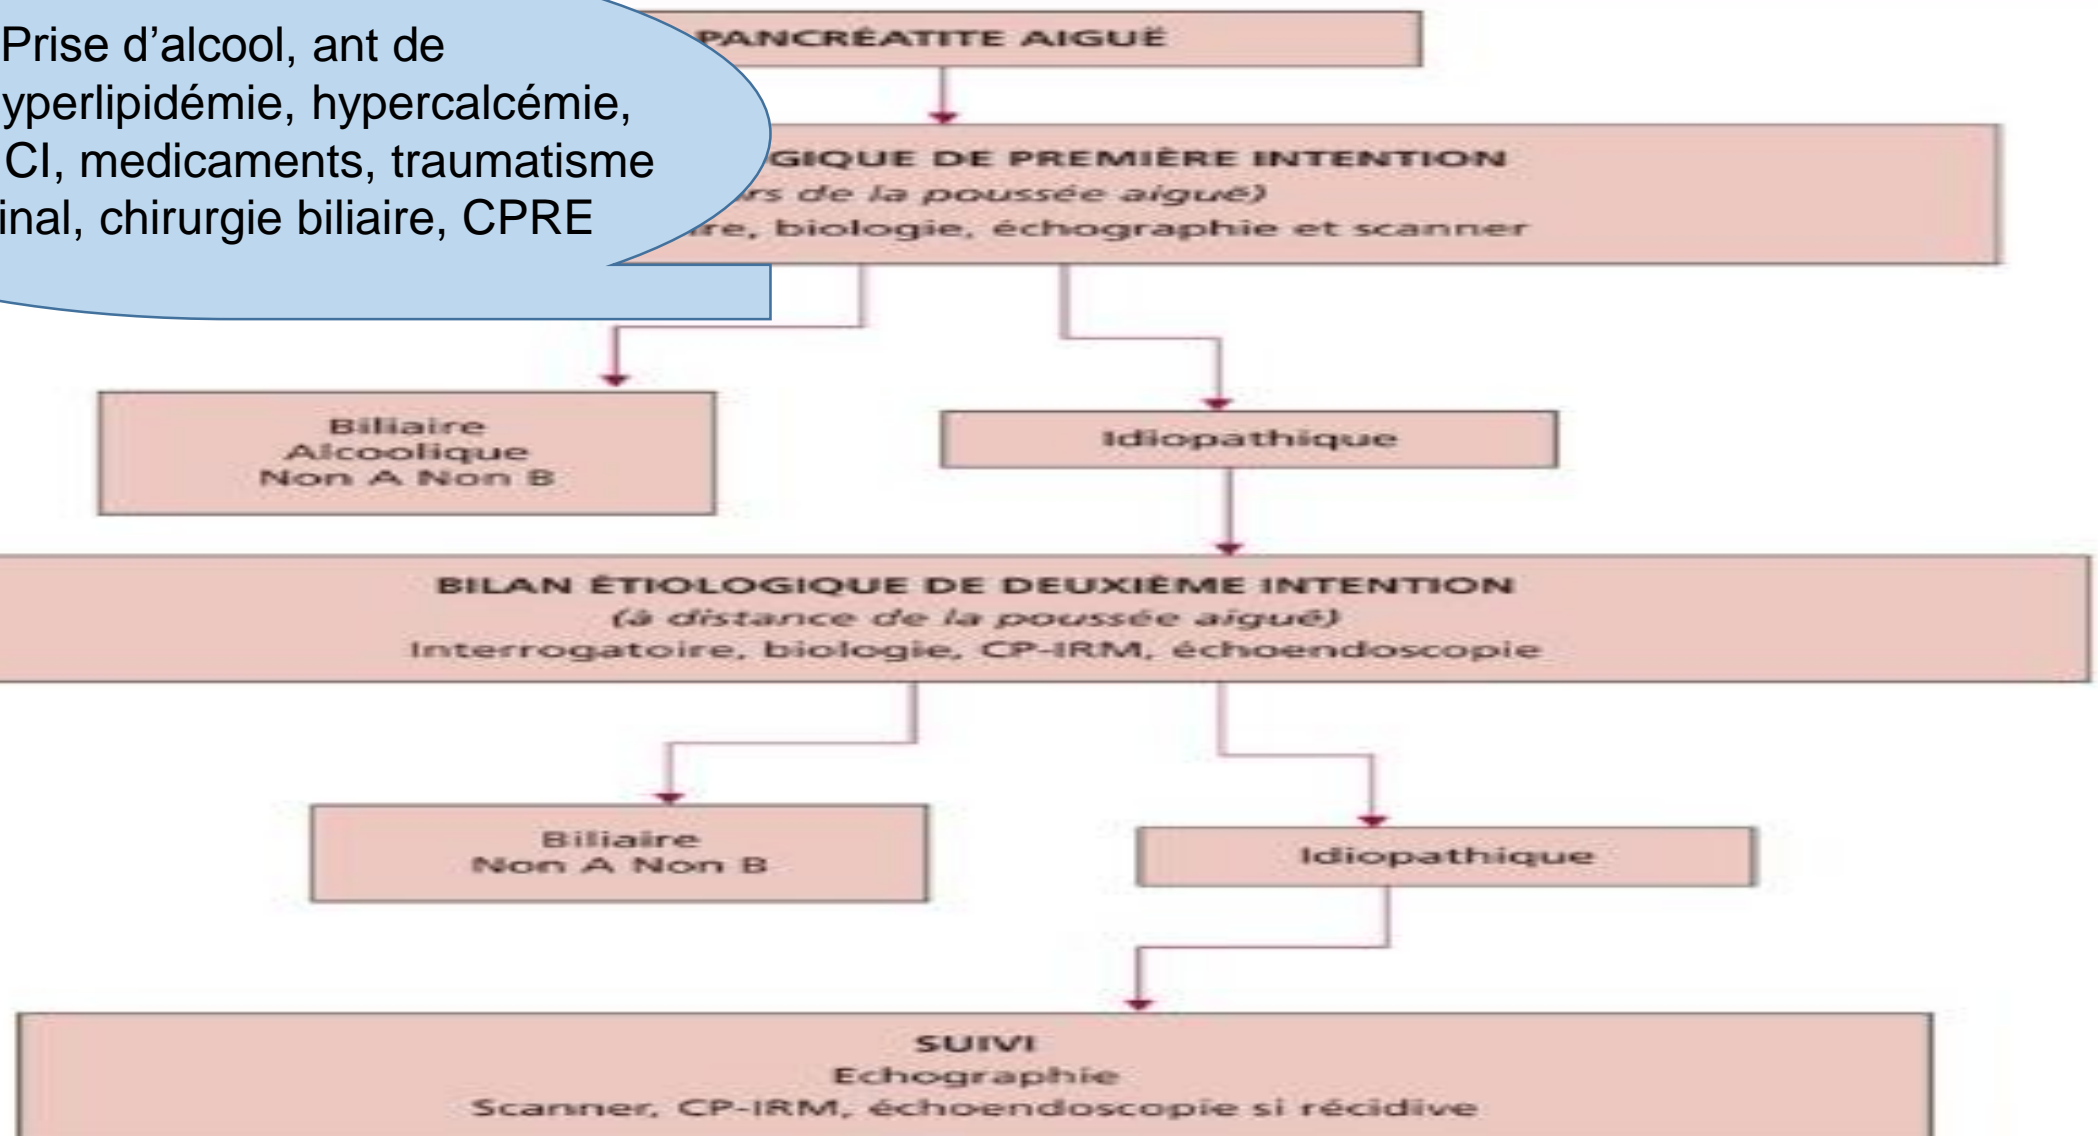 Prise d’alcool, ant de
yperlipidémie, hypercalcémie,
CI, medicaments, traumatisme
inal, chirurgie biliaire, CPRE
PANCRÉATITE AIGUË
GIQUE DE PREMIÈRE INTENTION
rs de la poussée aiguë)
re, biologie, échographie et scanner
Biliaire
Alcoolique
Non A Non B
Idiopathique
BILAN ÉTIOLOGIQUE DE DEUXIÈME INTENTION
(à distance de la poussée aiguë)
Interrogatoire, biologie, CP-IRM, échoendoscopie
Biliaire
Non A Non B
Idiopathique
SUIVI
Echographie
Scanner, CP-IRM, échoendoscopie si récidive